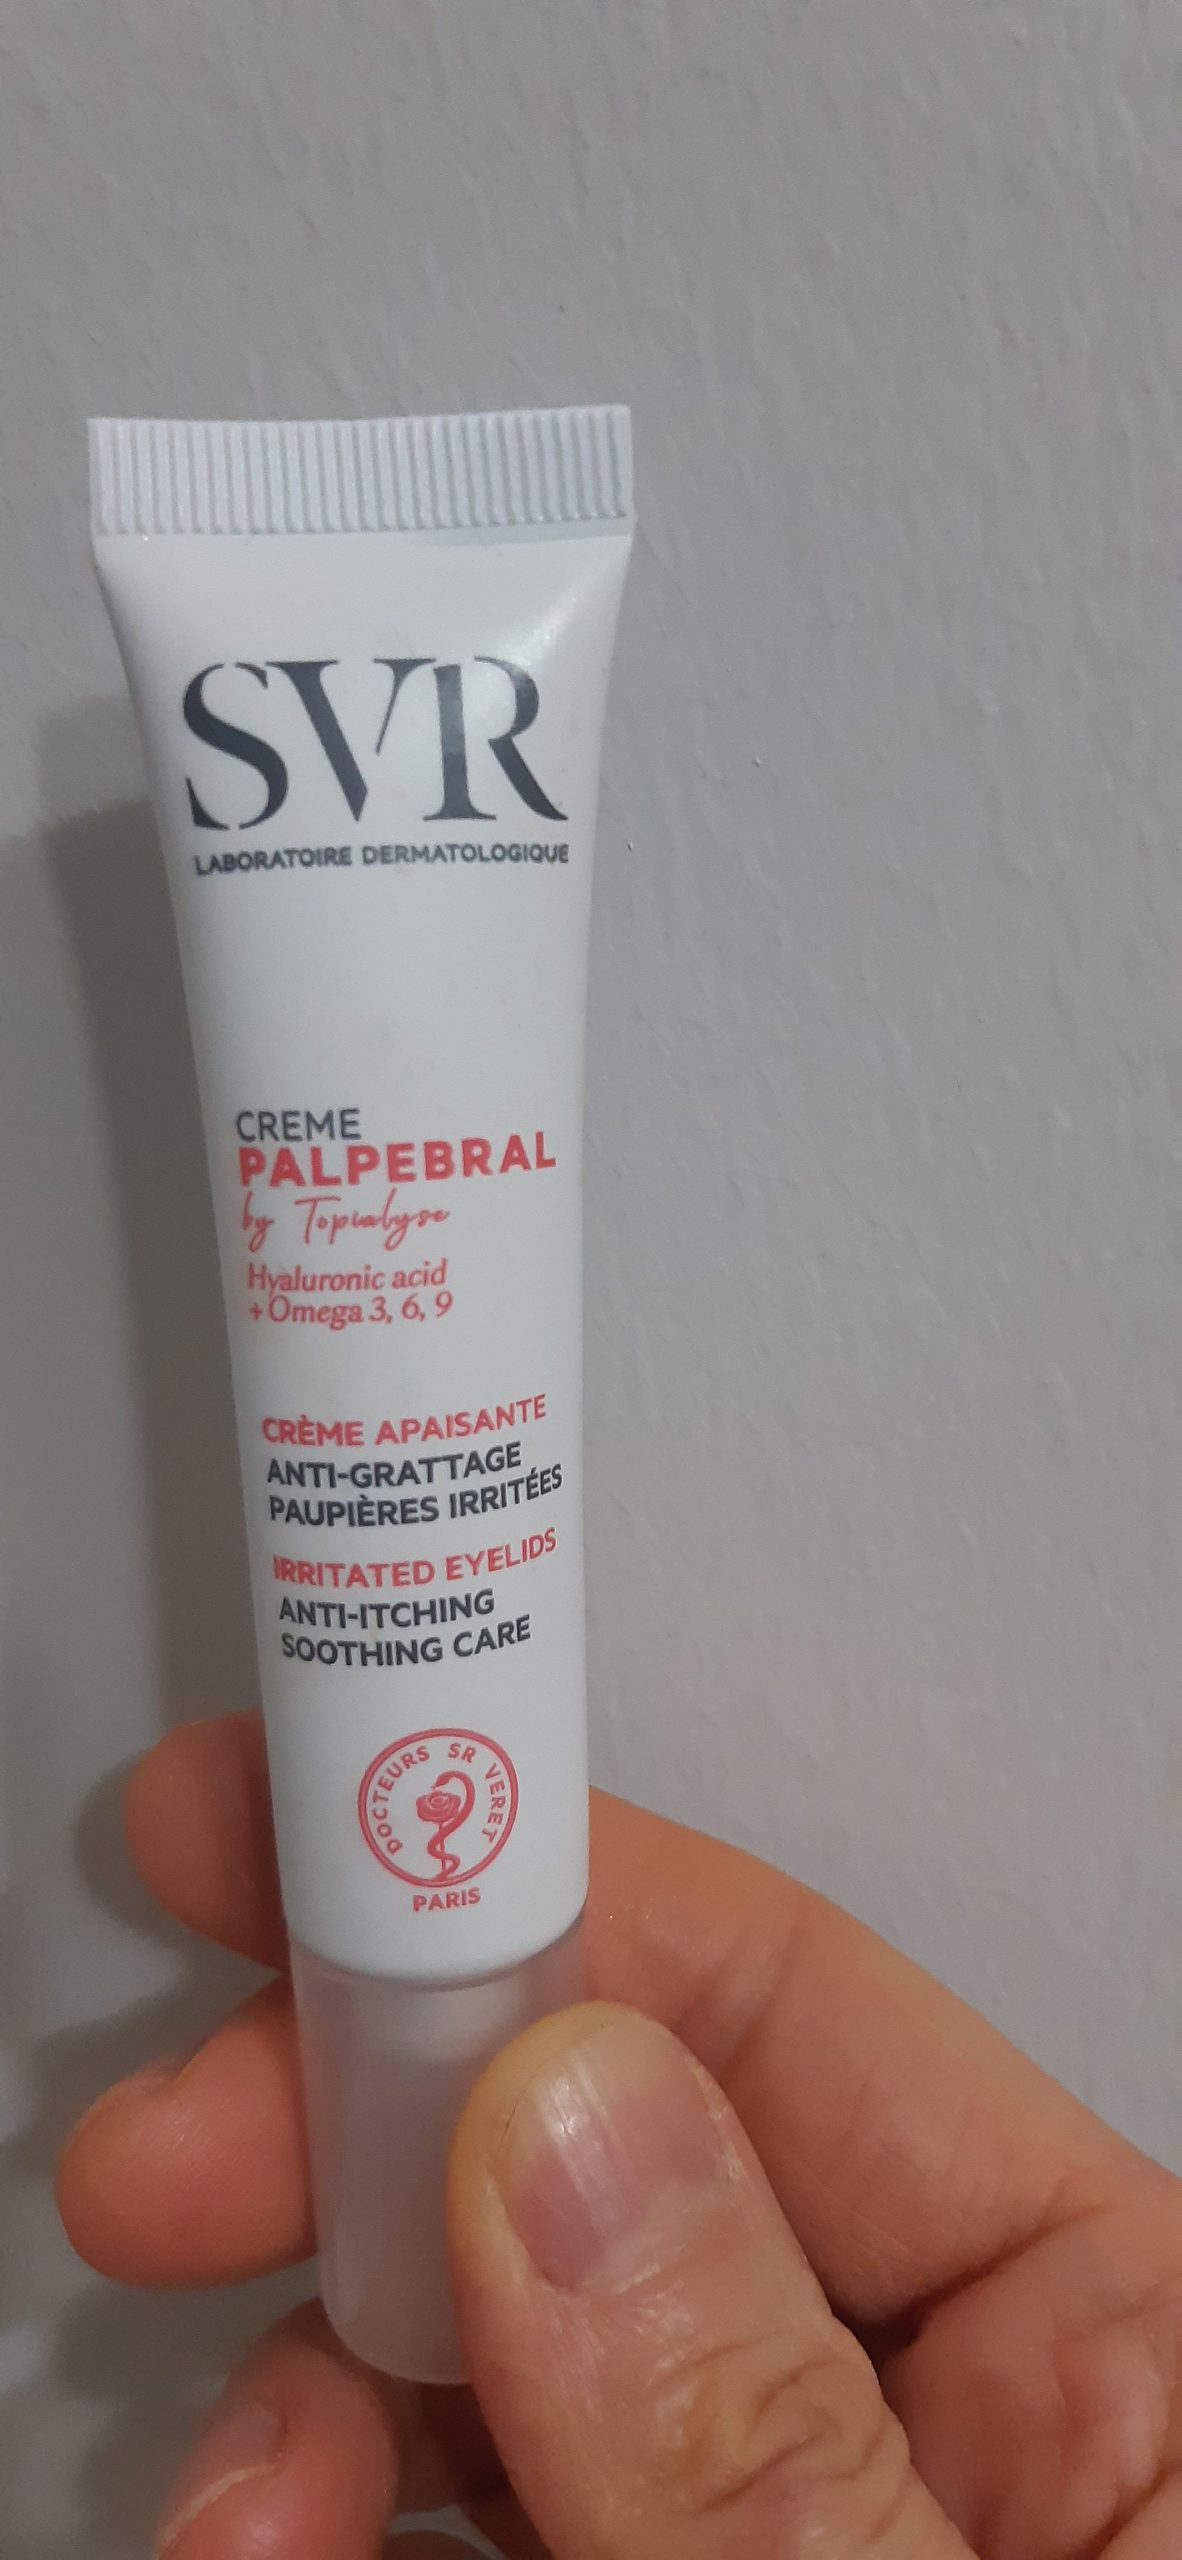 SVR
LABORATOIRE DERMATOLOGIQUE
CREME
PALPEBRAL
by Topialyse
Hyaluronic acid
+ Omega 3, 6, 9
CRÈME APAISANTE
ANTI-GRATTAGE
PAUPIÈRES IRRITÉES
IRRITATED EYELIDS
ANTI-ITCHING
SOOTHING CARE
DOCTEURS SR VERET
PARIS